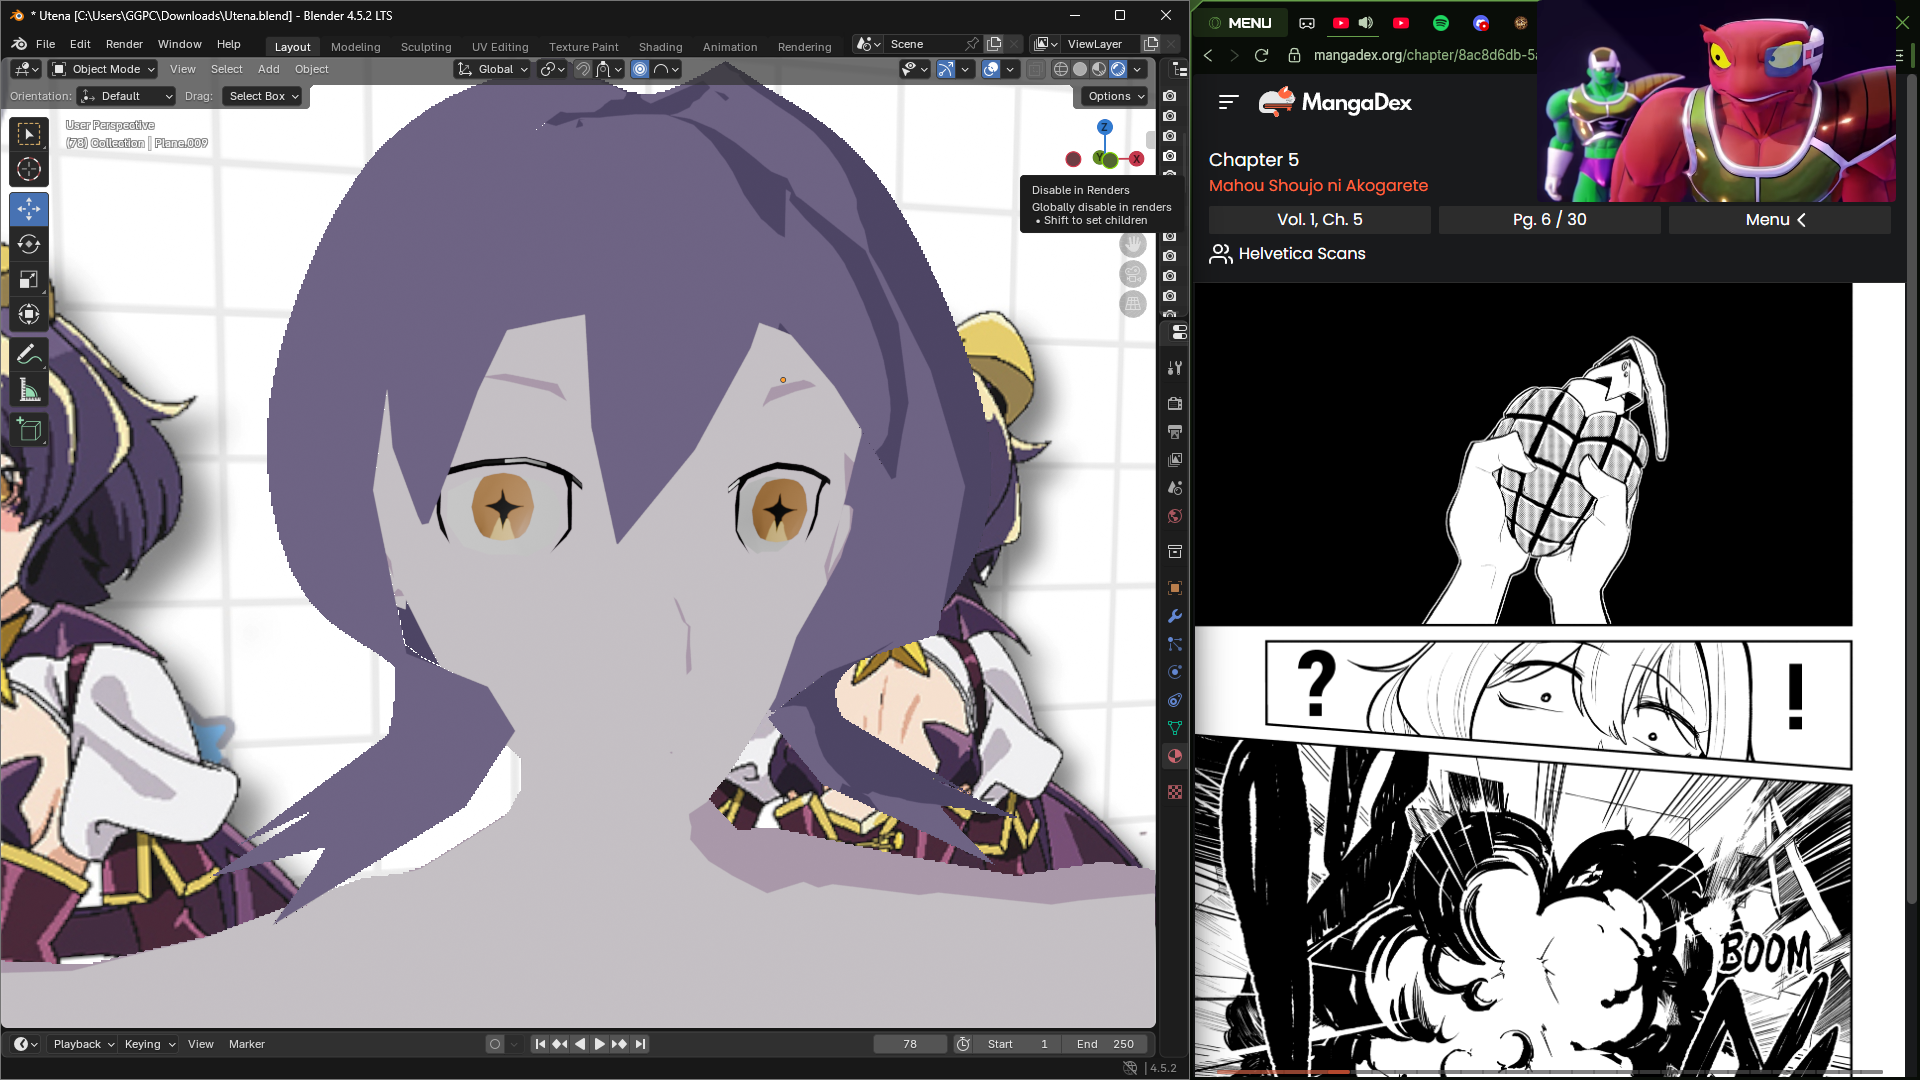 * Utena [C:\Users\GGPC\Downloads\Utena.blend] - Blender 4.5.2 LTS
File Edit Render Window Help
Layout Modeling Sculpting UV Editing Texture Paint Shading Animation Rendering
Scene
ViewLayer
Object Mode View Select Add Object
Global
Orientation: Default Drag: Select Box
Options
User Perspective
(78) Collection | Plane.009
Z
Y
X
Disable in Renders
Globally disable in renders
• Shift to set children
Playback Keying View Marker
78
Start 1
End 250
4.5.2
MENU
mangadex.org/chapter/8ac8d6db-5
MangaDex
Chapter 5
Mahou Shoujo ni Akogarete
Vol. 1, Ch. 5
Pg. 6 / 30
Menu
Helvetica Scans
?
!
BOOM